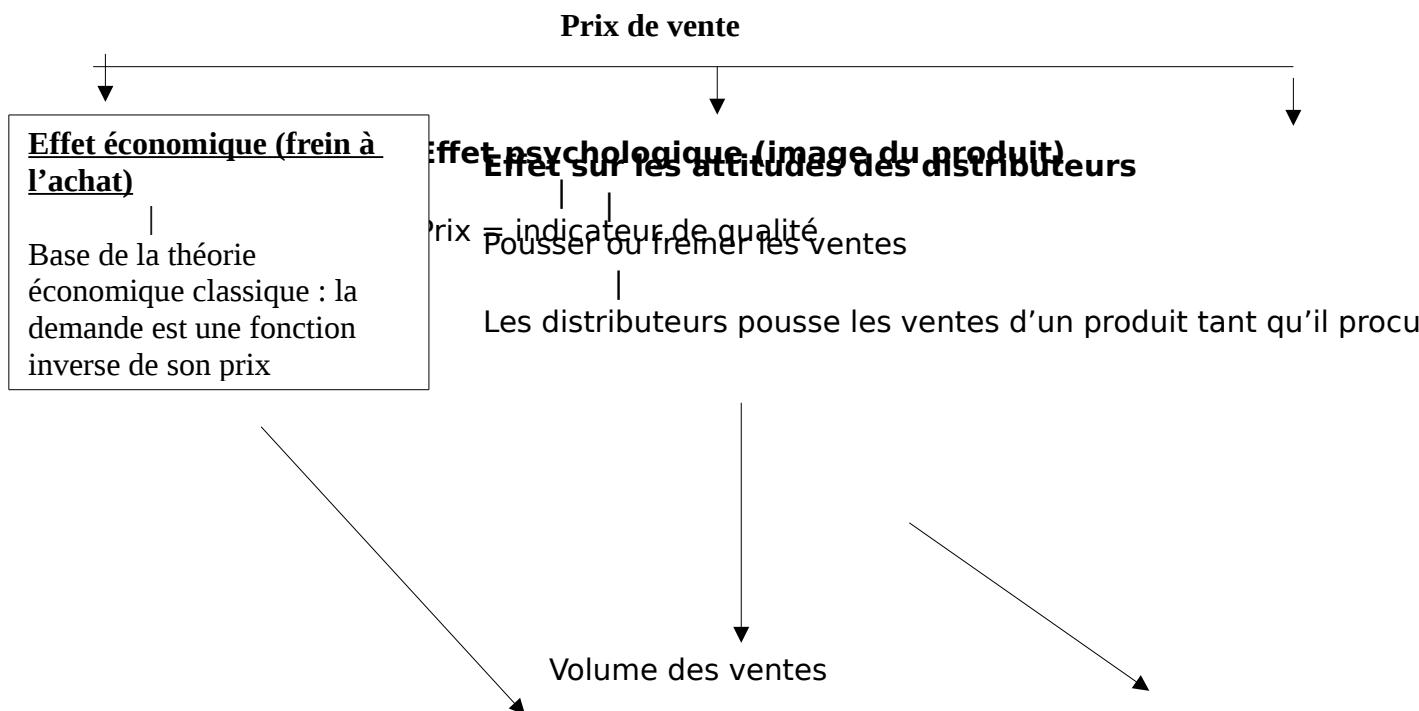 Prix de vente
Effet économique (frein à
l’achat)
|
Base de la théorie
économique classique : la
demande est une fonction
inverse de son prix
Effet psychologique (image du produit)
|
Prix = indicateur de qualité
Effet sur les attitudes des distributeurs
|
Pousser ou freiner les ventes
|
Les distributeurs pousse les ventes d’un produit tant qu’il procu
Volume des ventes